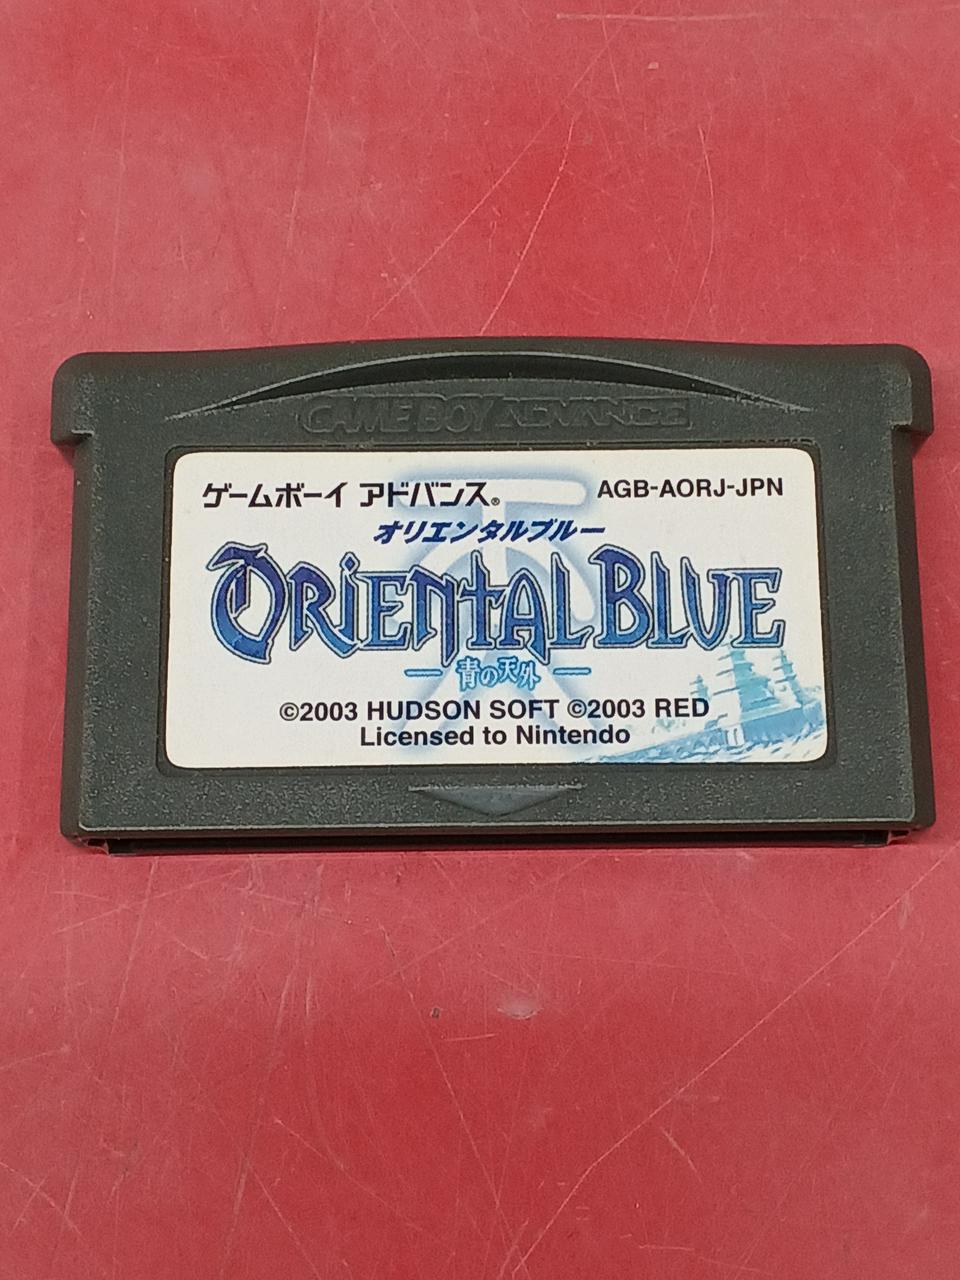 GAME BOY ADVANCE
ゲームボーイ アドバンス® AGB-AORJ-JPN
オリエンタルブルー
ORIENTAL BLUE
—青の天外—
©2003 HUDSON SOFT ©2003 RED
Licensed to Nintendo